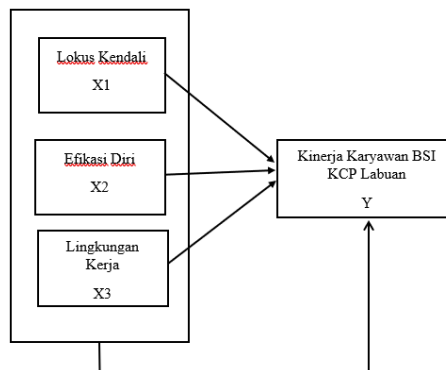 Lokus Kendali
X1
Efikasi Diri
X2
Lingkungan
Kerja
X3
Kinerja Karyawan BSI
KCP Labuan
Y